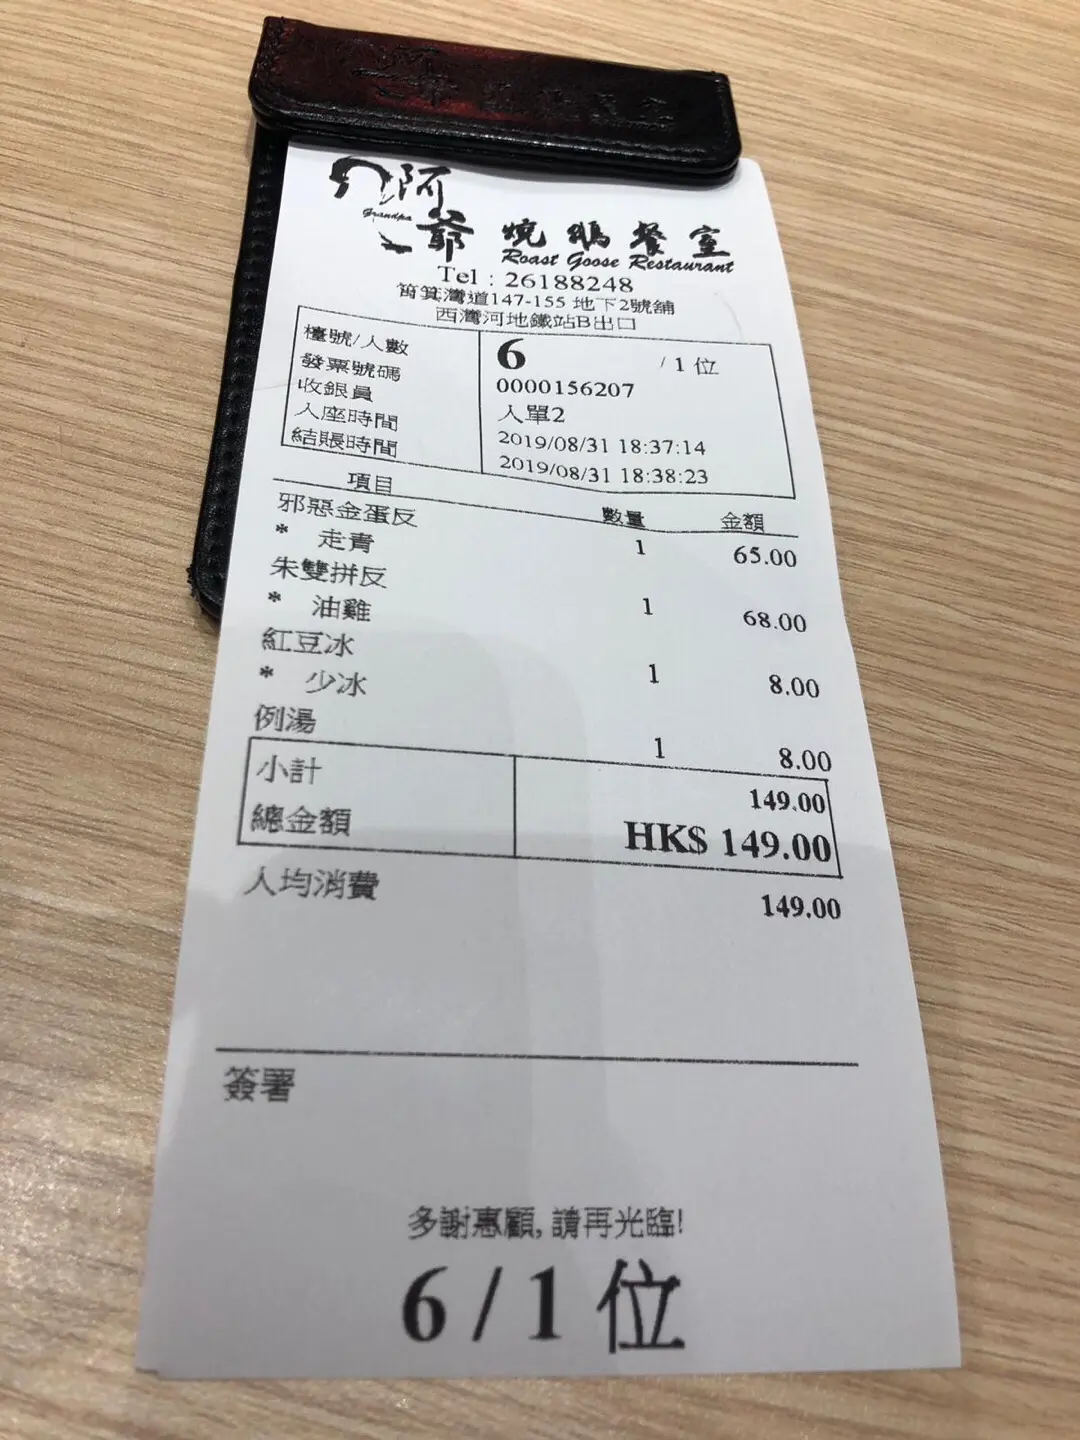 阿爺
Grandpa
燒鵝餐室
Roast Goose Restaurant
Tel : 26188248
筲箕灣道147-155 地下2號舖
西灣河地鐵站B出口
檯號/人數 6 / 1 位
發票號碼 0000156207
收銀員 入單2
入座時間 2019/08/31 18:37:14
結賬時間 2019/08/31 18:38:23
項目 數量 金額
邪惡金蛋反 1 65.00
* 走青
朱雙拼反 1 68.00
* 油雞
紅豆冰 1 8.00
* 少冰
例湯 1 8.00
小計 149.00
總金額 HK$ 149.00
人均消費 149.00
簽署
多謝惠顧, 請再光臨!
6 / 1 位